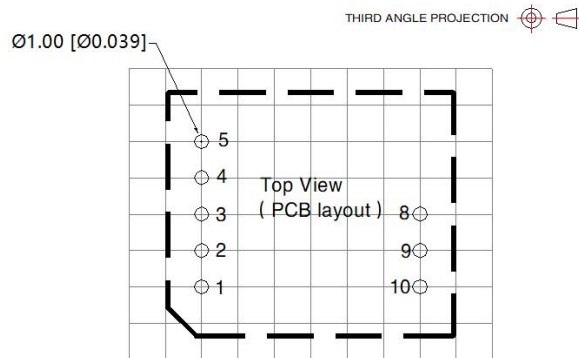 THIRD ANGLE PROJECTION
Ø1.00 [Ø0.039]
5
4
Top View
3
( PCB layout )
8
2
9
1
10